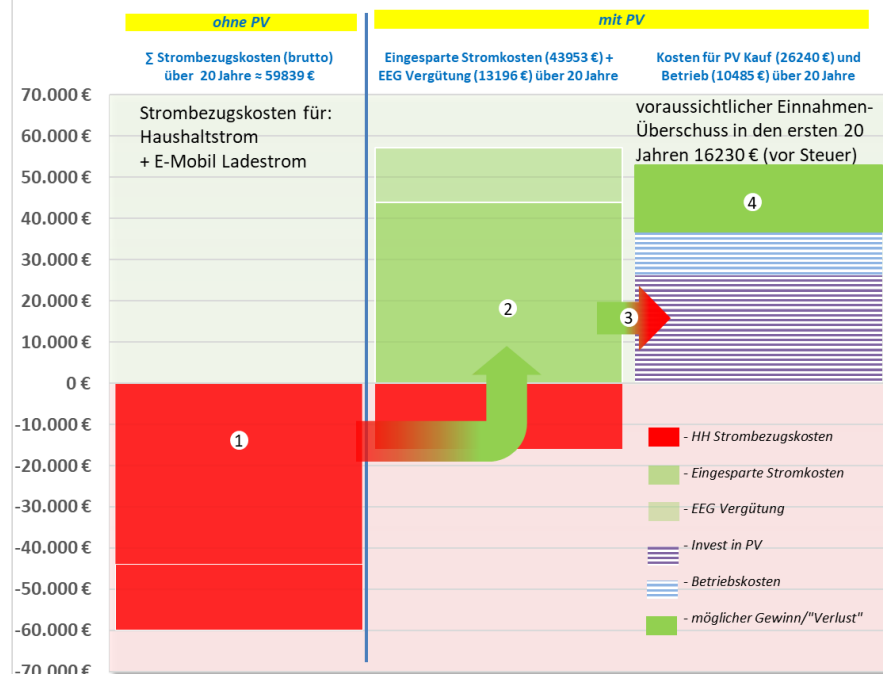 ohne PV
mit PV
∑ Strombezugskosten (brutto)
über 20 Jahre ≈ 59839 €
Eingesparte Stromkosten (43953 €) +
EEG Vergütung (13196 €) über 20 Jahre
Kosten für PV Kauf (26240 €) und
Betrieb (10485 €) über 20 Jahre
70.000 €
60.000 €
50.000 €
40.000 €
30.000 €
20.000 €
10.000 €
0 €
-10.000 €
-20.000 €
-30.000 €
-40.000 €
-50.000 €
-60.000 €
-70.000 €
Strombezugskosten für:
Haushaltstrom
+ E-Mobil Ladestrom
voraussichtlicher Einnahmen-
Überschuss in den ersten 20
Jahren 16230 € (vor Steuer)
1
2
3
4
- HH Strombezugskosten
- Eingesparte Stromkosten
- EEG Vergütung
- Invest in PV
- Betriebskosten
- möglicher Gewinn/"Verlust"